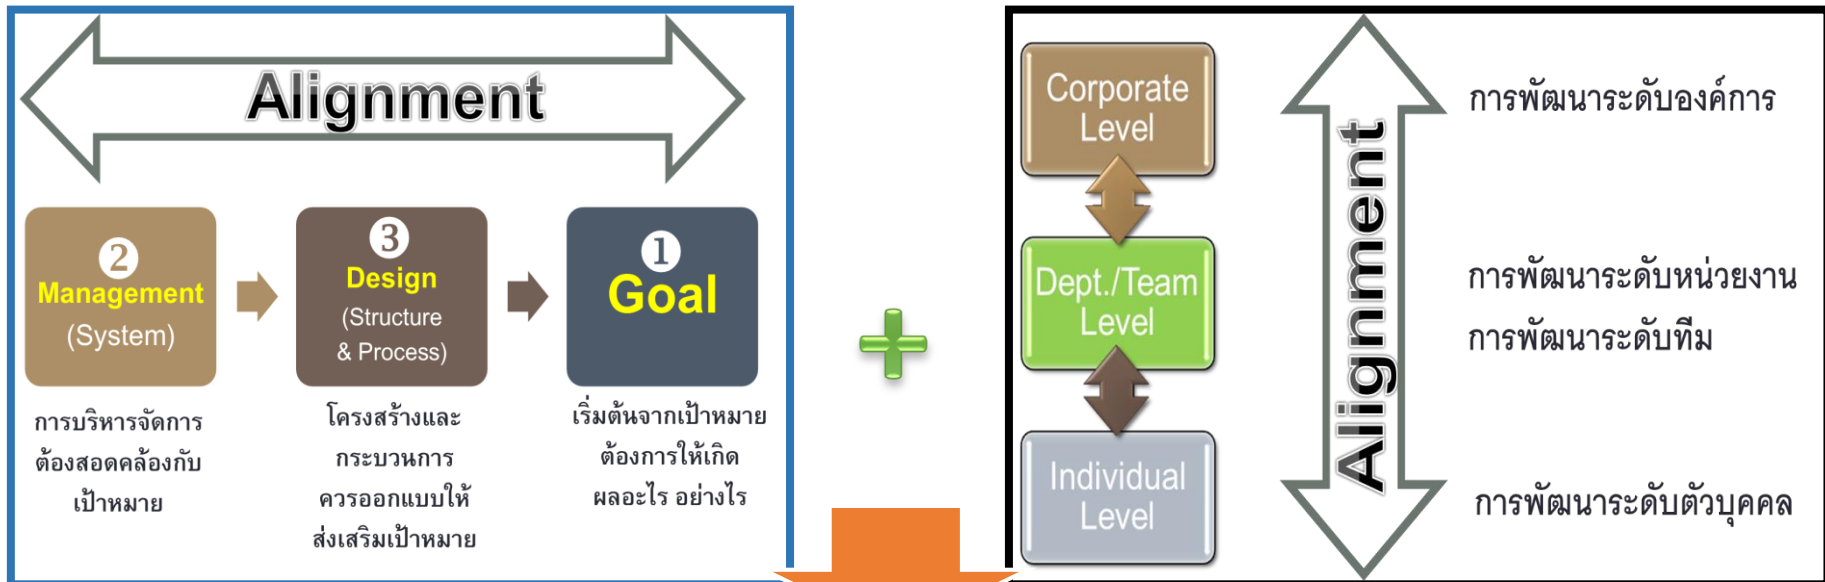 Alignment
❷
Management
(System)
การบริหารจัดการ
ต้องสอดคล้องกับ
เป้าหมาย
❸
Design
(Structure
& Process)
โครงสร้างและ
กระบวนการ
ควรออกแบบให้
ส่งเสริมเป้าหมาย
❶
Goal
เริ่มต้นจากเป้าหมาย
ต้องการให้เกิด
ผลอะไร อย่างไร
Corporate
Level
Dept./Team
Level
Individual
Level
Alignment
การพัฒนาระดับองค์การ
การพัฒนาระดับหน่วยงาน
การพัฒนาระดับทีม
การพัฒนาระดับตัวบุคคล